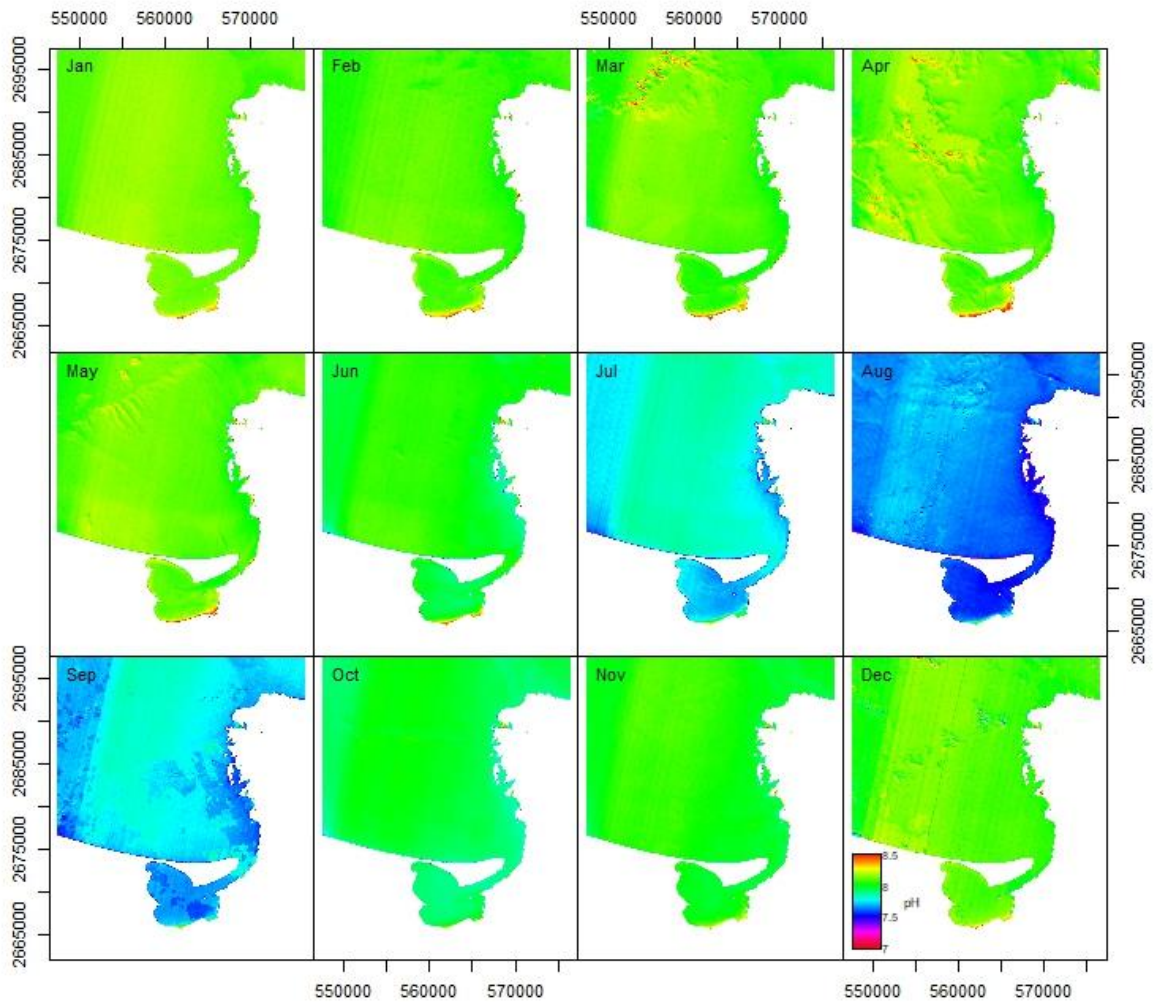 550000 560000 570000 550000 560000 570000
Jan Feb Mar Apr
2695000
2685000
2675000
2665000
May Jun Jul Aug
2695000
2685000
2675000
2665000
Sep Oct Nov Dec
2695000
2685000
2675000
2665000
8.5
8
7.5
7
pH
550000 560000 570000 550000 560000 570000